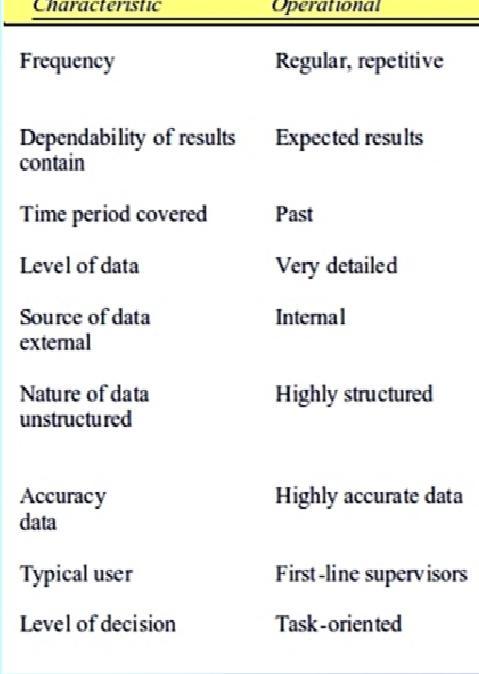 Characteristic Operational
Frequency Regular, repetitive
Dependability of results Expected results
contain
Time period covered Past
Level of data Very detailed
Source of data Internal
external
Nature of data Highly structured
unstructured
Accuracy Highly accurate data
data
Typical user First-line supervisors
Level of decision Task-oriented